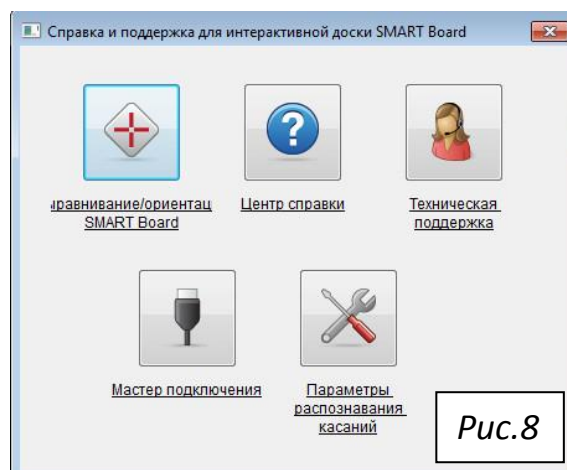 Справка и поддержка для интерактивной доски SMART Board
ыравнивание/ориентац
SMART Board
Центр справки
Техническая
поддержка
Мастер подключения
Параметры
распознавания
касаний
Рис.8